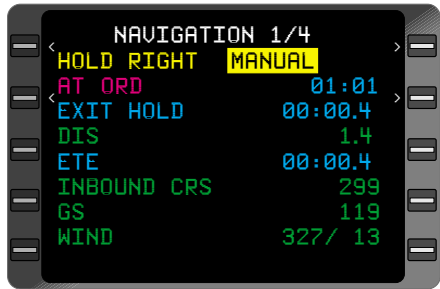 NAVIGATION 1/4
HOLD RIGHT MANUAL
AT ORD 01:01
EXIT HOLD 00:00.4
DIS 1.4
ETE 00:00.4
INBOUND CRS 299
GS 119
WIND 327/ 13